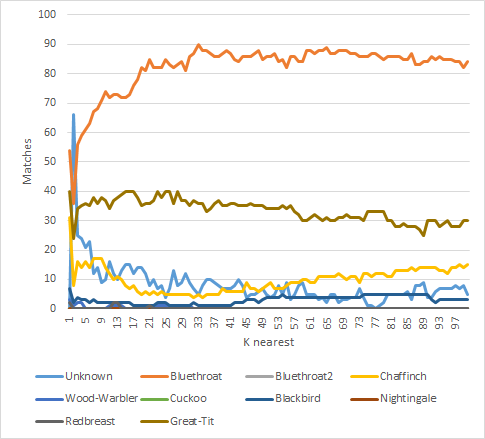 100
90
80
70
60
50
40
30
20
10
0
Matches
1 5 9 13 17 21 25 29 33 37 41 45 49 53 57 61 65 69 73 77 81 85 89 93 97
K nearest
Unknown Bluethroat Bluethroat2 Chaffinch
Wood-Warbler Cuckoo Blackbird Nightingale
Redbreast Great-Tit